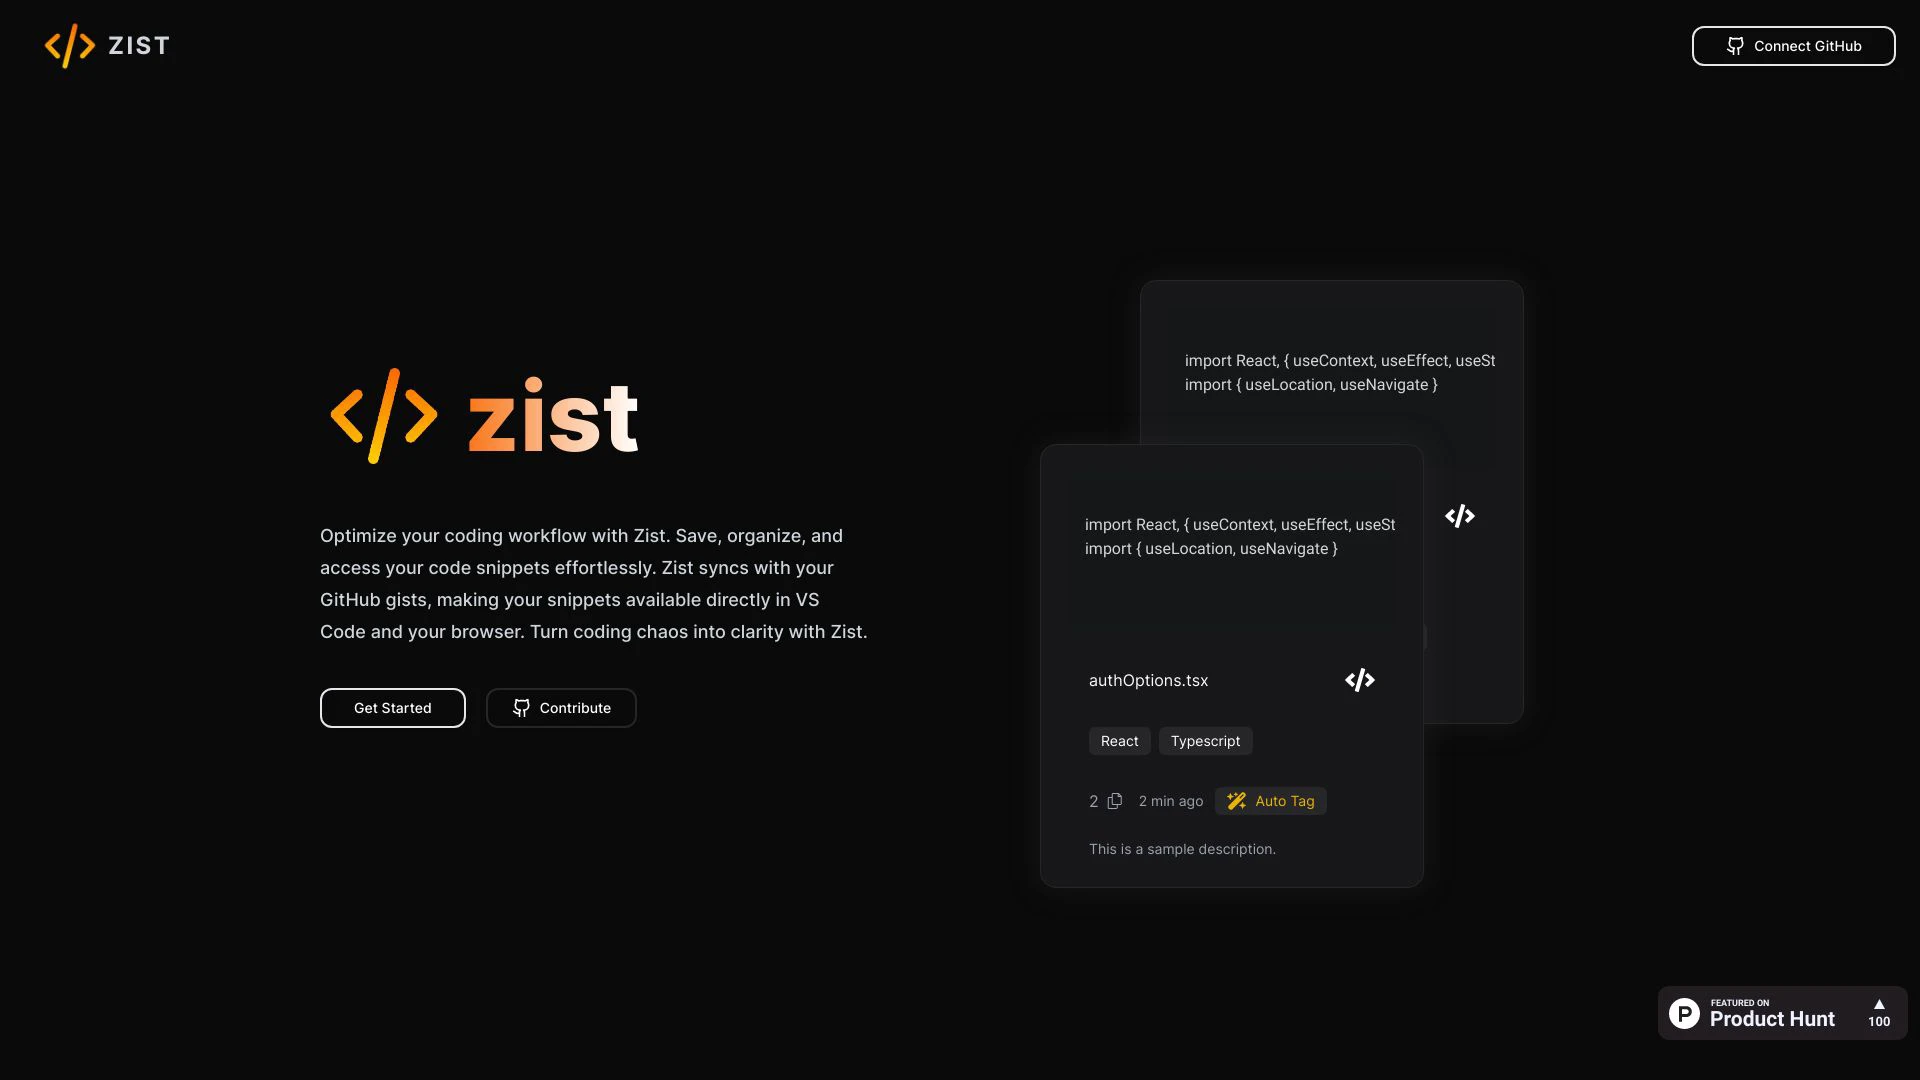 ZIST
Connect GitHub
zist
Optimize your coding workflow with Zist. Save, organize, and
access your code snippets effortlessly. Zist syncs with your
GitHub gists, making your snippets available directly in VS
Code and your browser. Turn coding chaos into clarity with Zist.
Get Started
Contribute
import React, { useContext, useEffect, useSt
import { useLocation, useNavigate }
import React, { useContext, useEffect, useSt
import { useLocation, useNavigate }
authOptions.tsx
React Typescript
2 2 min ago Auto Tag
This is a sample description.
FEATURED ON
Product Hunt
100